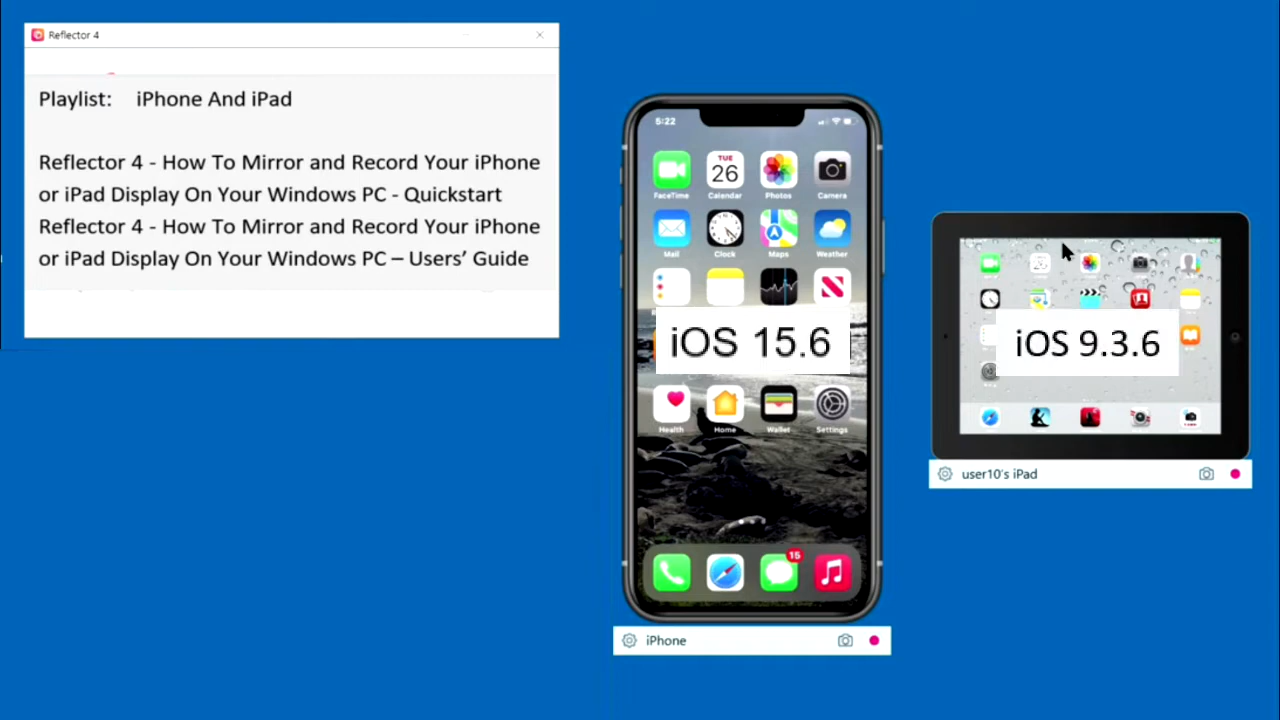 Reflector 4
Playlist: iPhone And iPad
Reflector 4 - How To Mirror and Record Your iPhone
or iPad Display On Your Windows PC - Quickstart
Reflector 4 - How To Mirror and Record Your iPhone
or iPad Display On Your Windows PC – Users’ Guide
5:22
TUE
26
FaceTime Calendar Photos Camera
Mail Clock Maps Weather
iOS 15.6
Health Home Wallet Settings
15
iPhone
iOS 9.3.6
user10's iPad